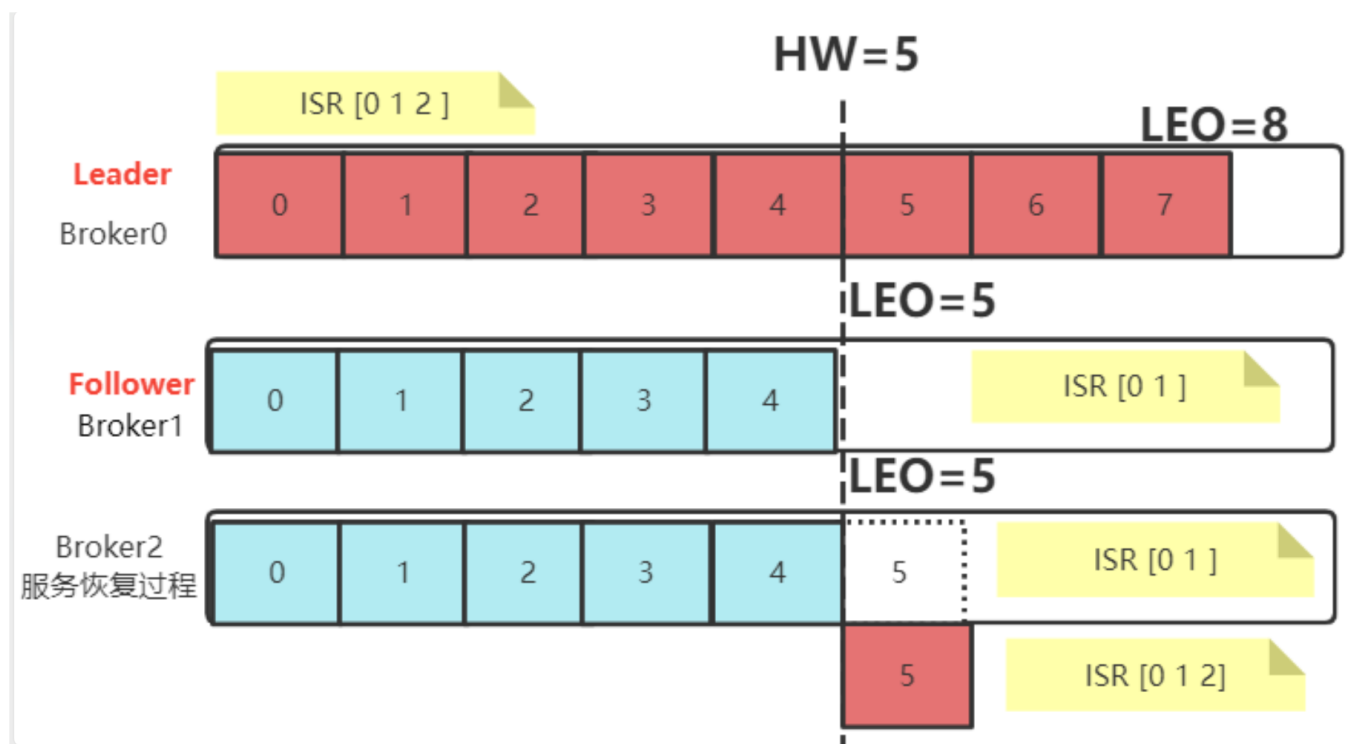 HW=5
ISR [0 1 2 ]
LEO=8
Leader
Broker0
0 1 2 3 4 5 6 7
LEO=5
Follower
Broker1
0 1 2 3 4
ISR [0 1 ]
LEO=5
Broker2
服务恢复过程
0 1 2 3 4 5
ISR [0 1 ]
5
ISR [0 1 2]